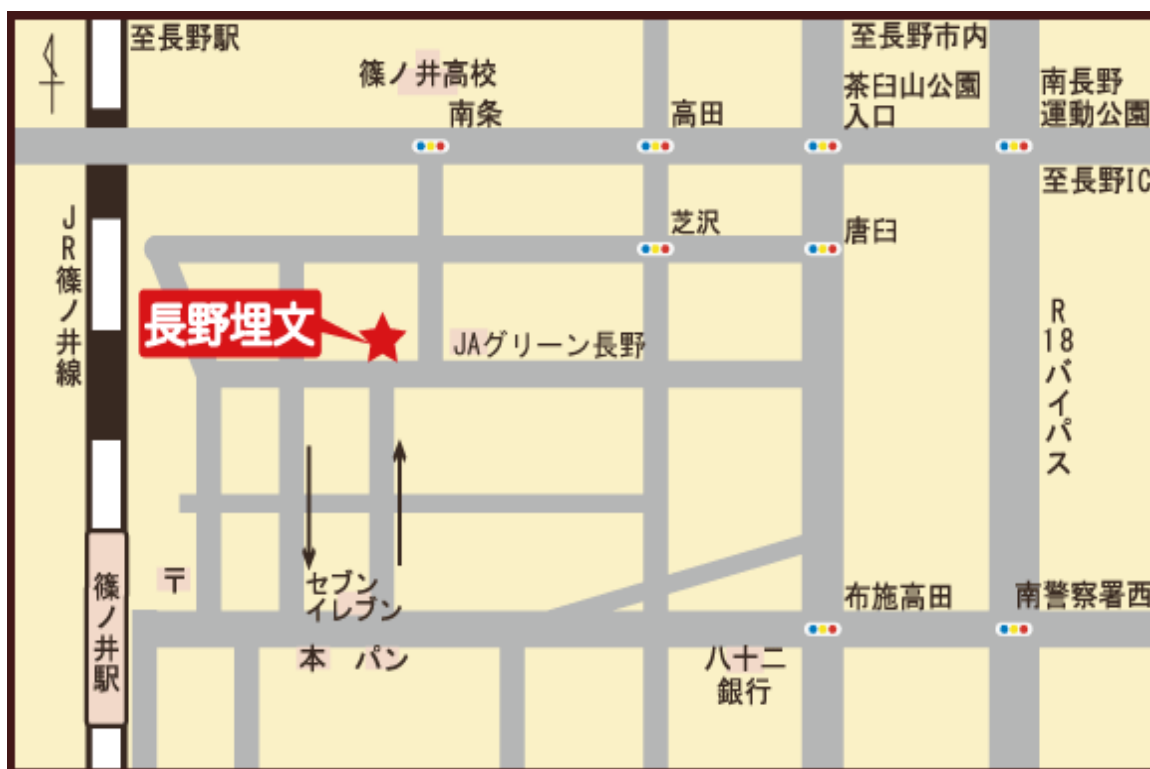 至長野駅
至長野市内
篠ノ井高校
茶臼山公園
入口
南長野
運動公園
南条
高田
至長野IC
芝沢
唐臼
JR篠ノ井線
長野埋文
JAグリーン長野
R18バイパス
〒
セブン
イレブン
布施高田
南警察署西
篠ノ井駅
本 パン
八十二
銀行